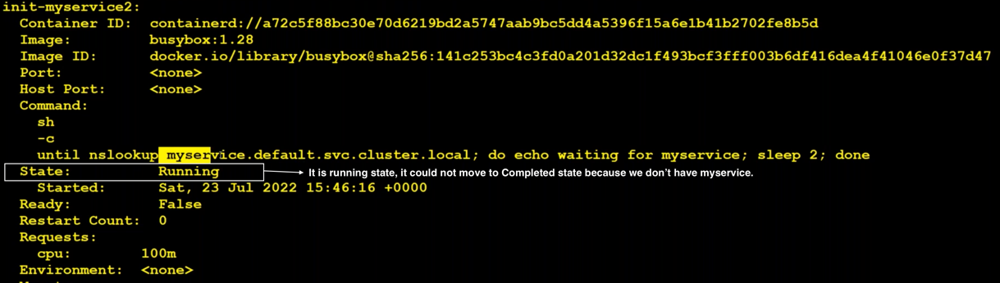 init-myservice2:
Container ID: containerd://a72c5f88bc30e70d6219bd2a5747aab9bc5dd4a5396f15a6e1b41b2702fe8b5d
Image: busybox:1.28
Image ID: docker.io/library/busybox@sha256:141c253bc4c3fd0a201d32dc1f493bcf3fff003b6df416dea4f41046e0f37d47
Port: <none>
Host Port: <none>
Command:
sh
-c
until nslookup myservice.default.svc.cluster.local; do echo waiting for myservice; sleep 2; done
State: Running It is running state, it could not move to Completed state because we don't have myservice.
Started: Sat, 23 Jul 2022 15:46:16 +0000
Ready: False
Restart Count: 0
Requests:
cpu: 100m
Environment: <none>